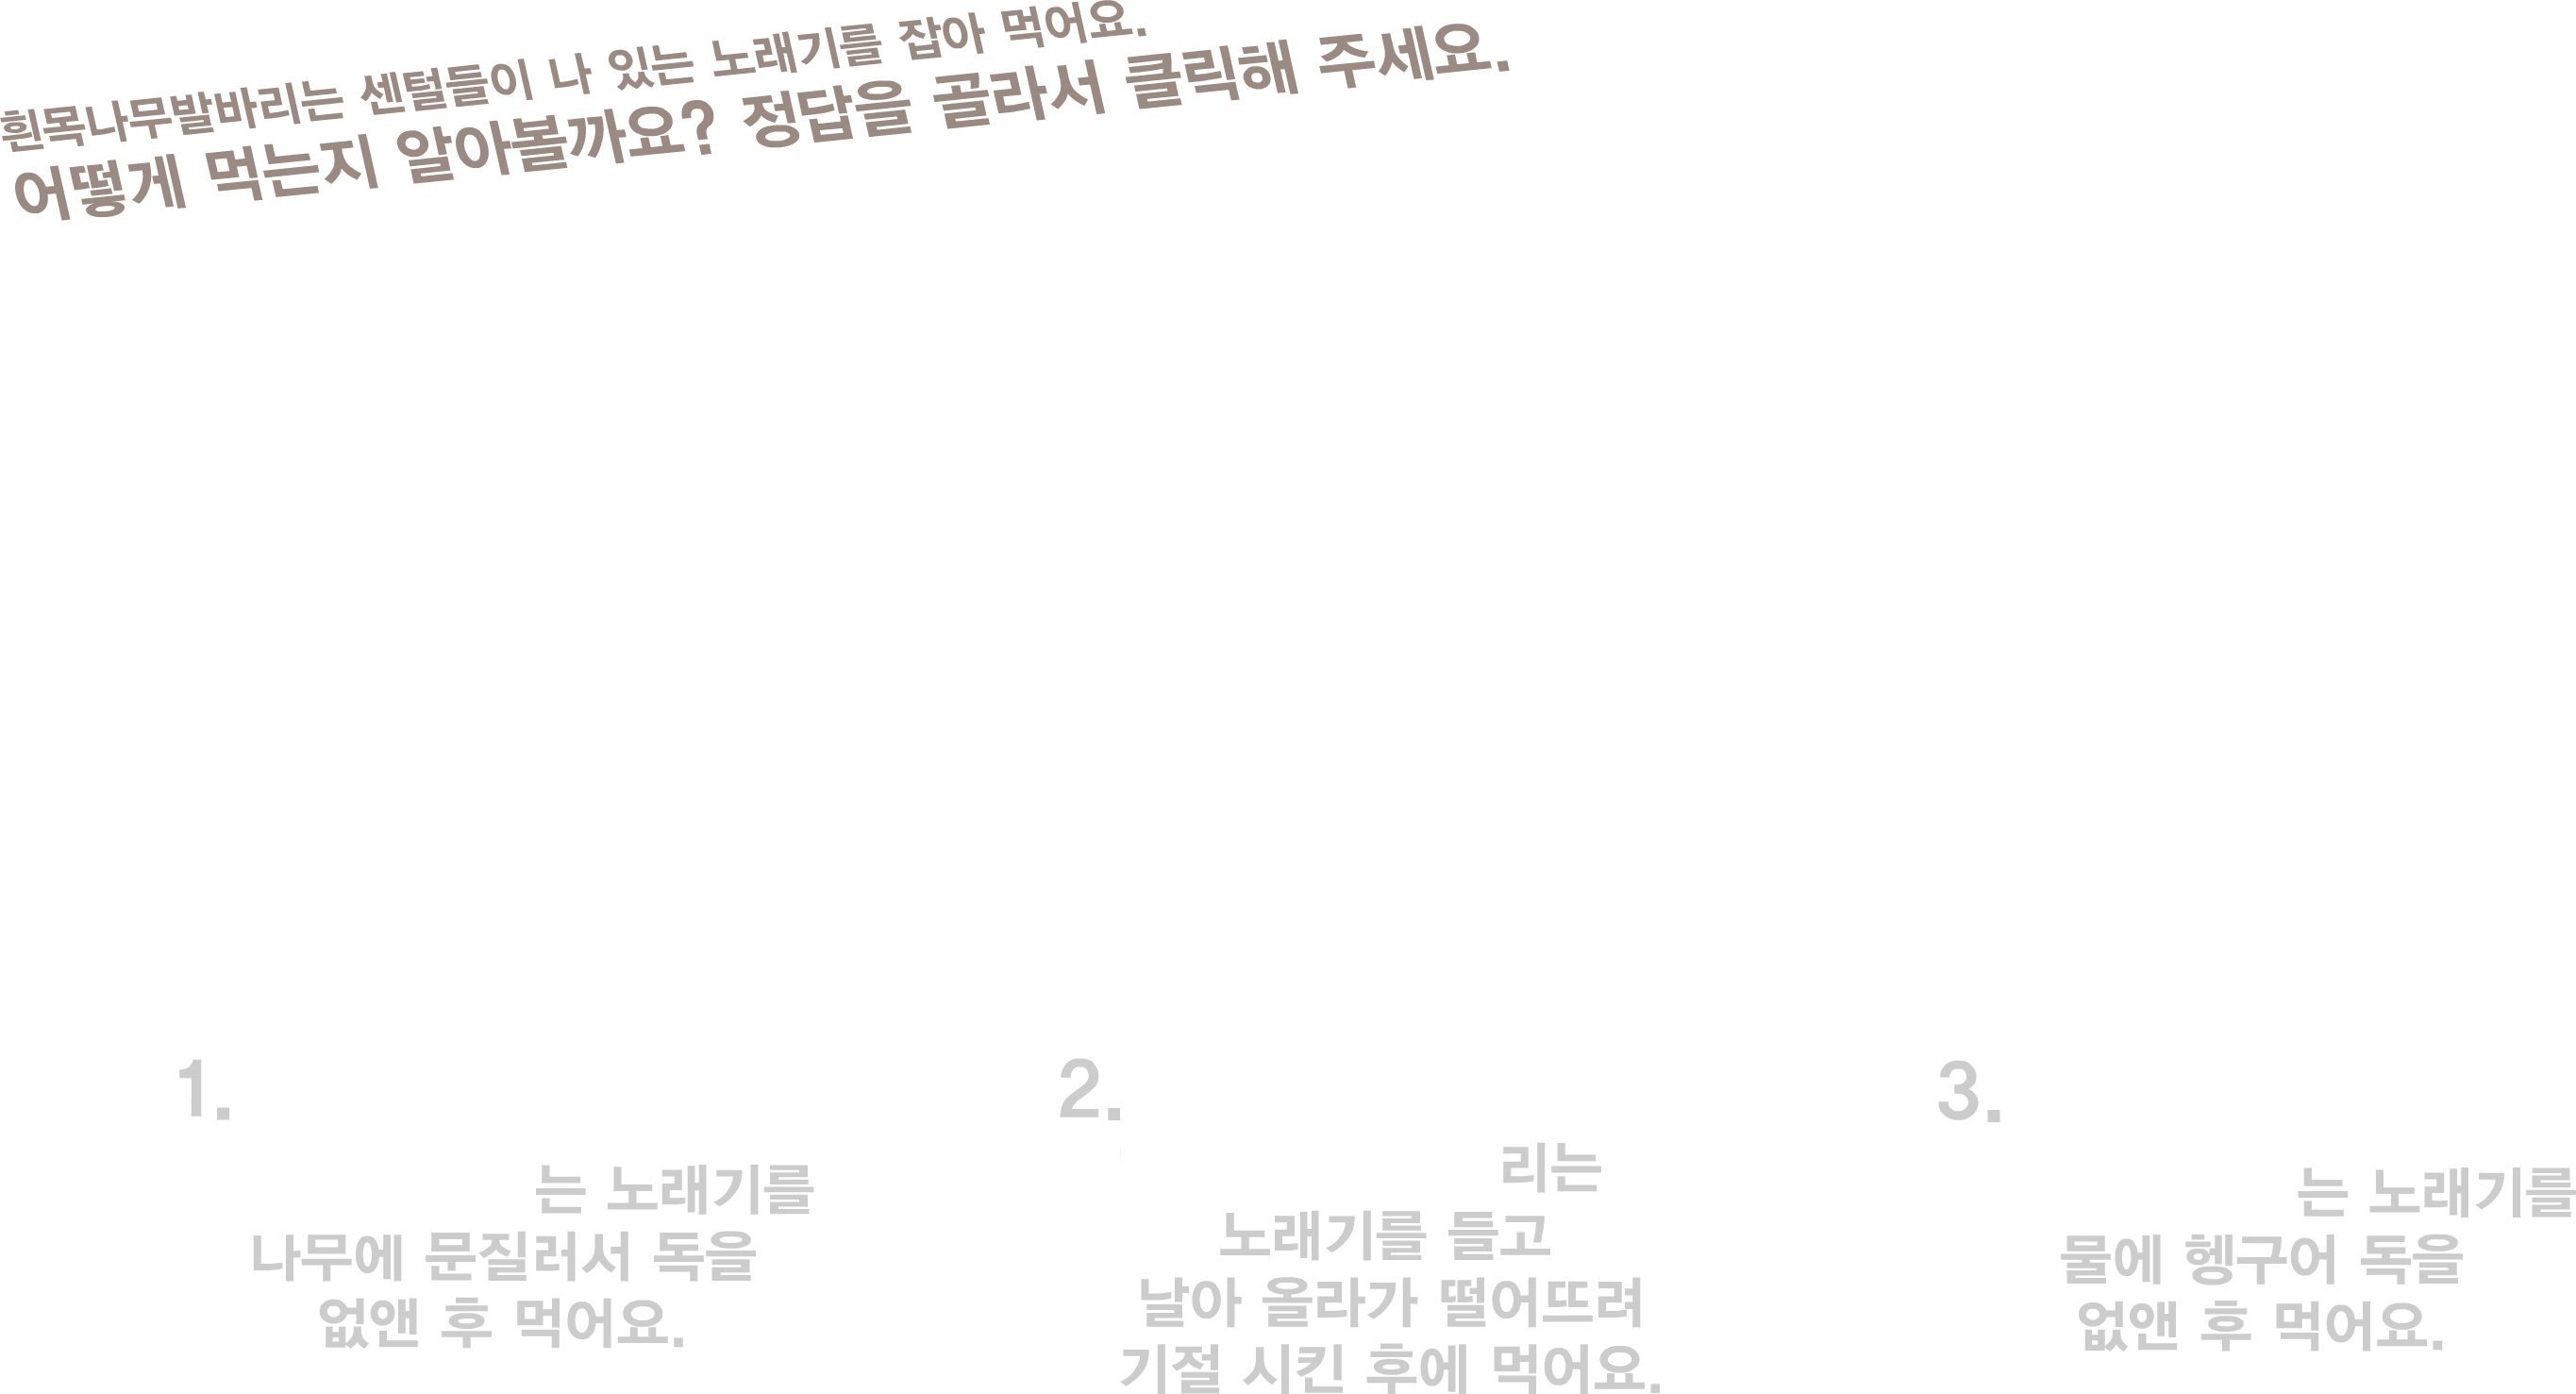 흰목나무발바리는 쎈털들이 나 있는 노래기를 잡아 먹어요.
어떻게 먹는지 알아볼까요? 정답을 골라서 클릭해 주세요.
1.
는 노래기를
나무에 문질러서 독을
없앤 후 먹어요.
2.
리는
노래기를 들고
날아 올라가 떨어뜨려
기절 시킨 후에 먹어요.
3.
는 노래기를
물에 헹구어 독을
없앤 후 먹어요.